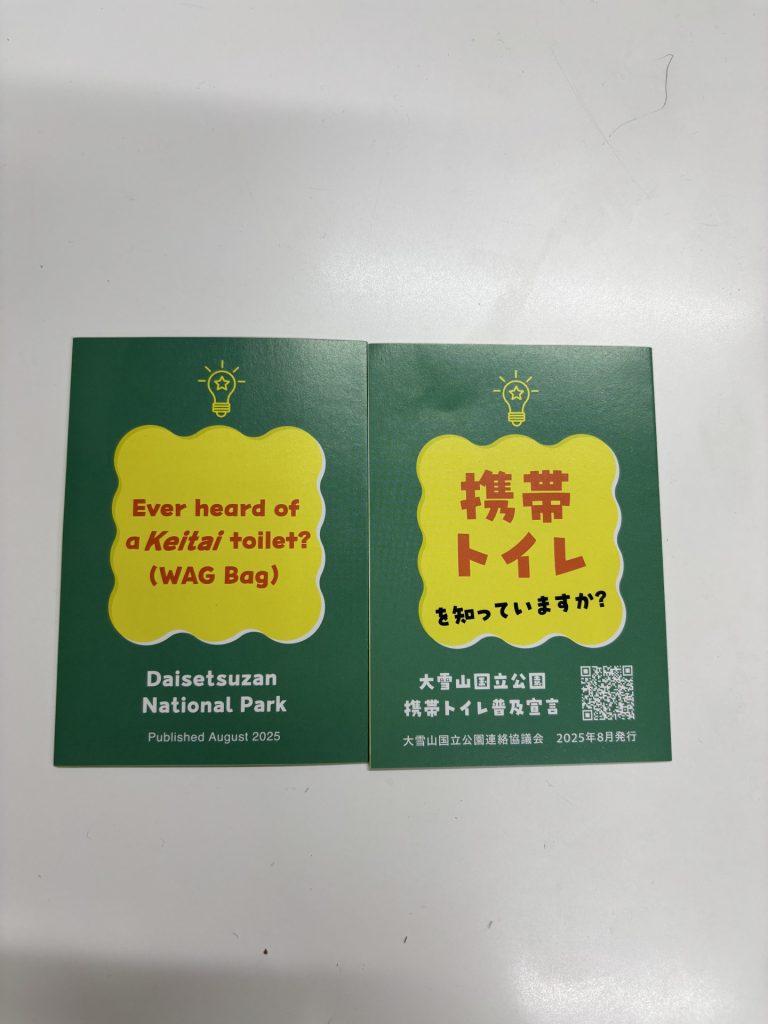 Ever heard of
a Keitai toilet?
(WAG Bag)
Daisetsuzan
National Park
Published August 2025
携帯
トイレ
を知っていますか?
大雪山国立公園
携帯トイレ普及宣言
大雪山国立公園連絡協議会 2025年8月発行